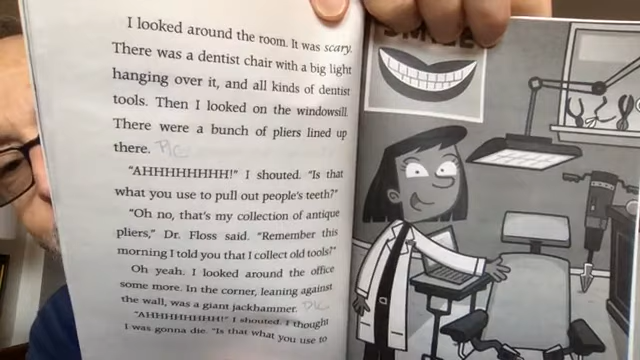 I looked around the room. It was scary.
There was a dentist chair with a big light
hanging over it, and all kinds of dentist
tools. Then I looked on the windowsill.
There were a bunch of pliers lined up
there. Pic
“AHHHHHHHH!” I shouted. “Is that
what you use to pull out people’s teeth?”
“Oh no, that’s my collection of antique
pliers,” Dr. Floss said. “Remember this
morning I told you that I collect old tools?”
Oh yeah. I looked around the office
some more. In the corner, leaning against
the wall, was a giant jackhammer. Pic
“AHHHHHHHH!” I shouted. I thought
I was gonna die. “Is that what you use to
SMILE